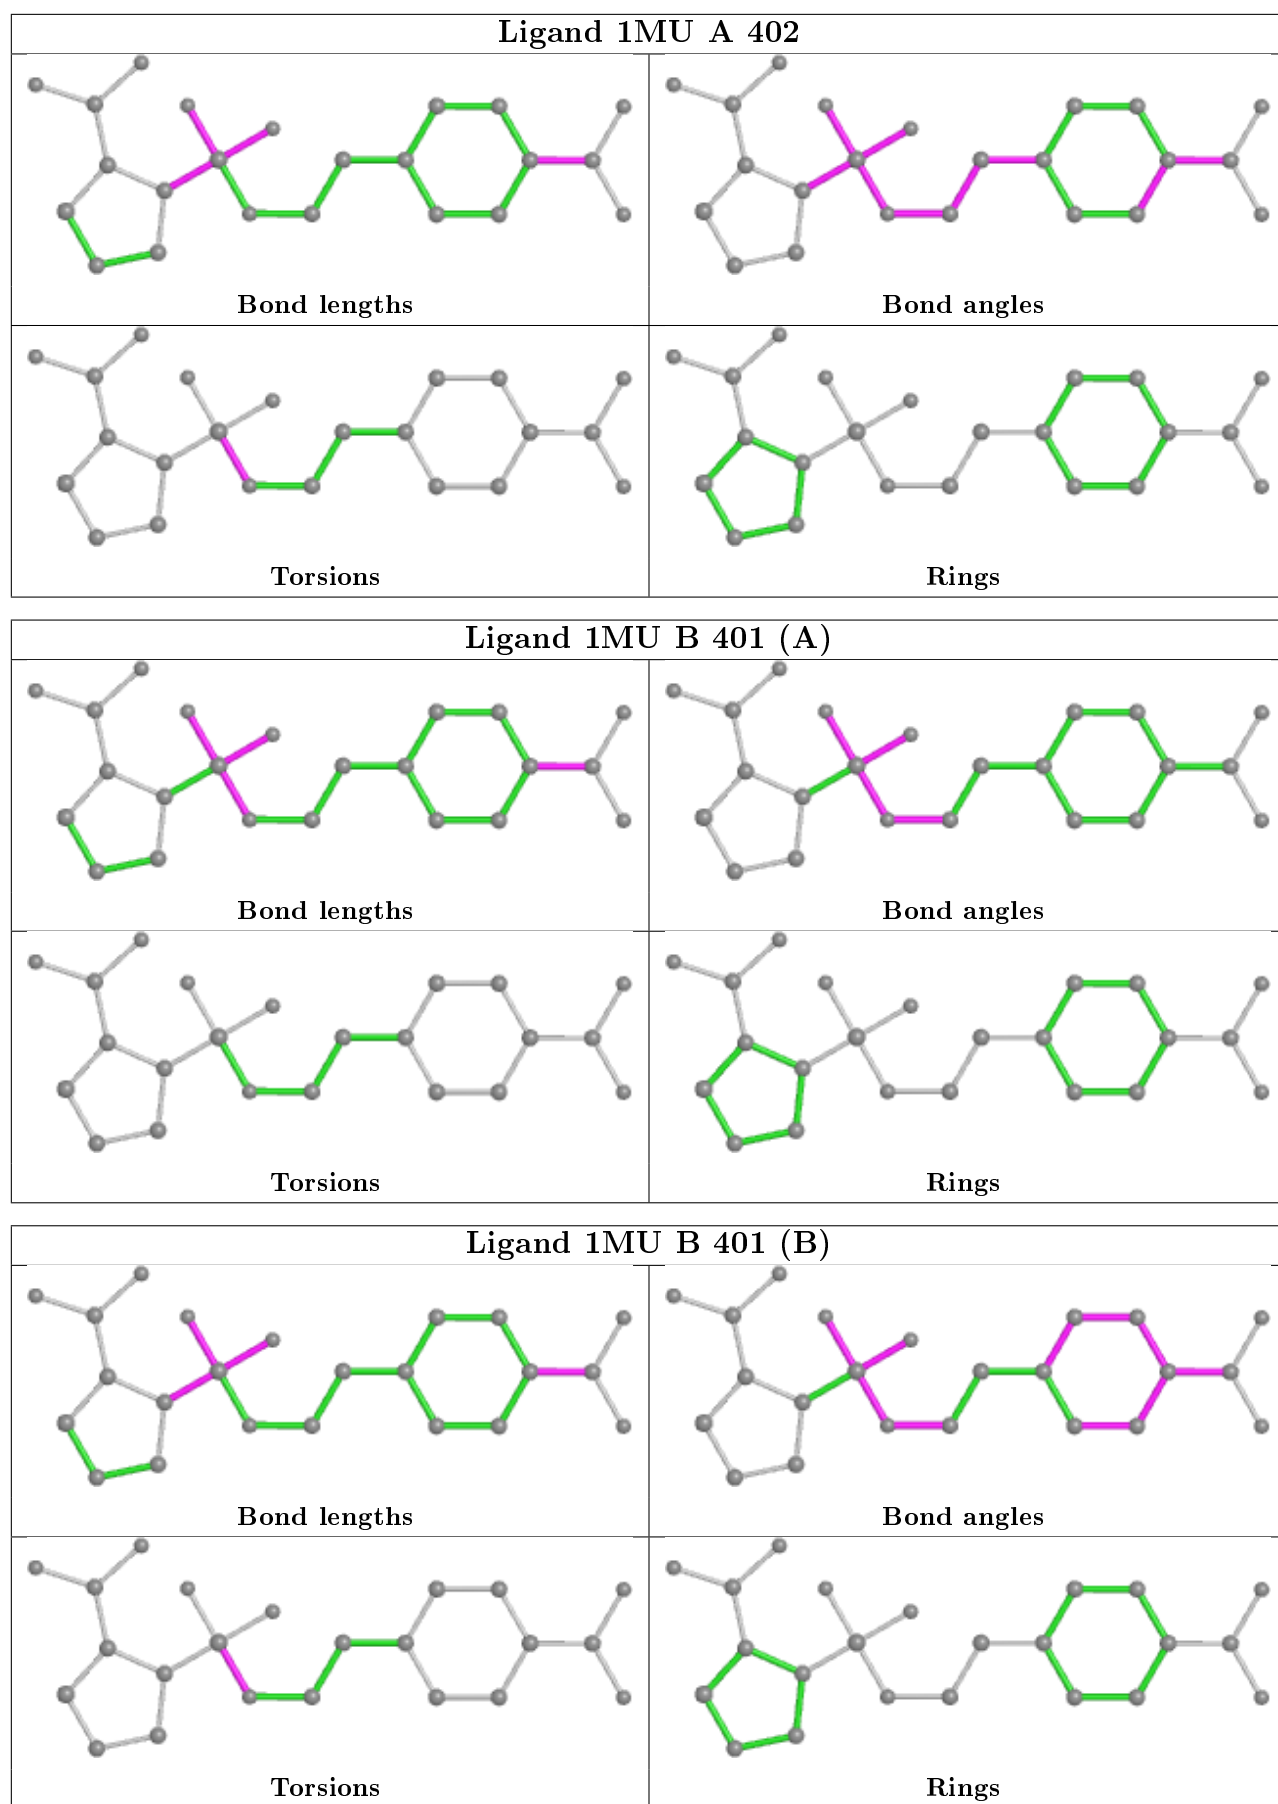 Ligand 1MU A 402
Bond lengths
Bond angles
Torsions
Rings
Ligand 1MU B 401 (A)
Bond lengths
Bond angles
Torsions
Rings
Ligand 1MU B 401 (B)
Bond lengths
Bond angles
Torsions
Rings